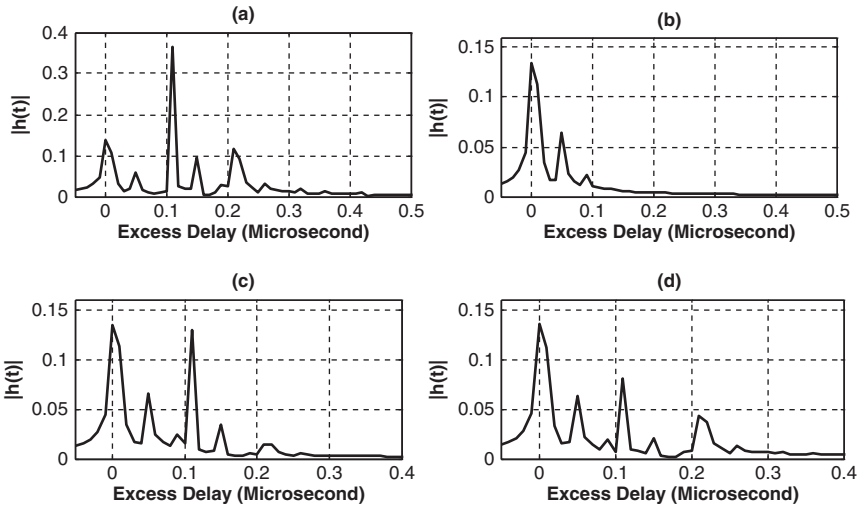 (a)
0.4
0.3
0.2
0.1
0
|h(t)|
0 0.1 0.2 0.3 0.4 0.5
Excess Delay (Microsecond)
(b)
0.15
0.1
0.05
0
|h(t)|
0 0.1 0.2 0.3 0.4 0.5
Excess Delay (Microsecond)
(c)
0.15
0.1
0.05
0
|h(t)|
0 0.1 0.2 0.3 0.4
Excess Delay (Microsecond)
(d)
0.15
0.1
0.05
0
|h(t)|
0 0.1 0.2 0.3 0.4
Excess Delay (Microsecond)